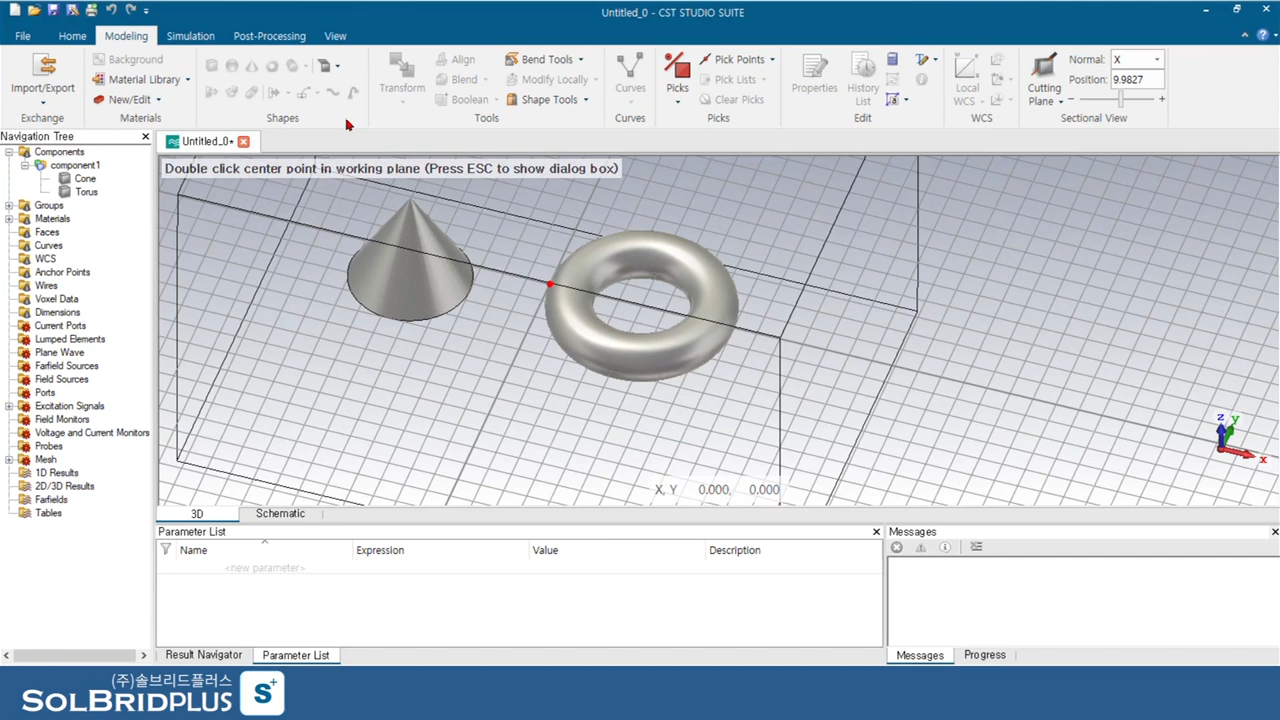 Untitled_0 - CST STUDIO SUITE
File Home Modeling Simulation Post-Processing View
Import/Export
Exchange
Background
Material Library
New/Edit
Materials
Shapes
Transform
Align
Blend
Boolean
Bend Tools
Modify Locally
Shape Tools
Tools
Curves
Curves
Picks
Pick Points
Pick Lists
Clear Picks
Picks
Properties
History
List
Edit
Local
WCS
WCS
Cutting
Plane
Normal: X
Position: 9.9827
Sectional View
Navigation Tree
Components
component1
Cone
Torus
Groups
Materials
Faces
Curves
WCS
Anchor Points
Wires
Voxel Data
Dimensions
Current Ports
Lumped Elements
Plane Wave
Farfield Sources
Field Sources
Ports
Excitation Signals
Field Monitors
Voltage and Current Monitors
Probes
Mesh
1D Results
2D/3D Results
Farfields
Tables
Untitled_0*
Double click center point in working plane (Press ESC to show dialog box)
z
y
x
X, Y 0.000, 0.000
3D Schematic
Parameter List
Name Expression Value Description
<new parameter>
Result Navigator Parameter List
Messages
Messages Progress
(주)솔브리드플러스
SOLBRIDPLUS
S+